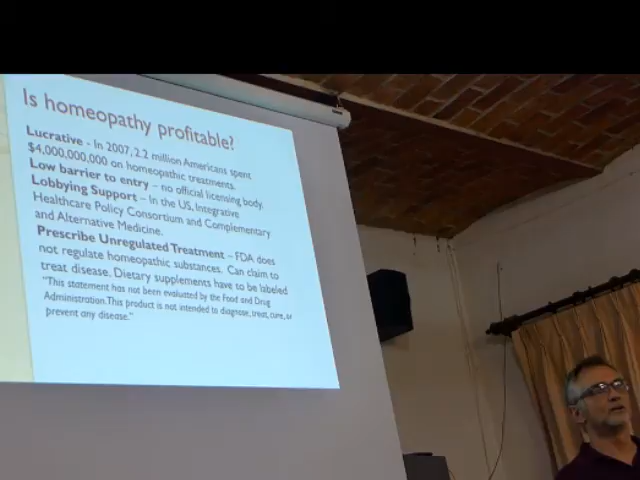 Is homeopathy profitable?
Lucrative - In 2007, 2.2 million Americans spent
$4,000,000,000 on homeopathic treatments.
Low barrier to entry – no official licensing body.
Lobbying Support – In the US, Integrative
Healthcare Policy Consortium and Complementary
and Alternative Medicine.
Prescribe Unregulated Treatment – FDA does
not regulate homeopathic substances. Can claim to
treat disease. Dietary supplements have to be labeled
"This statement has not been evaluated by the Food and Drug
Administration. This product is not intended to diagnose, treat, cure, or
prevent any disease."